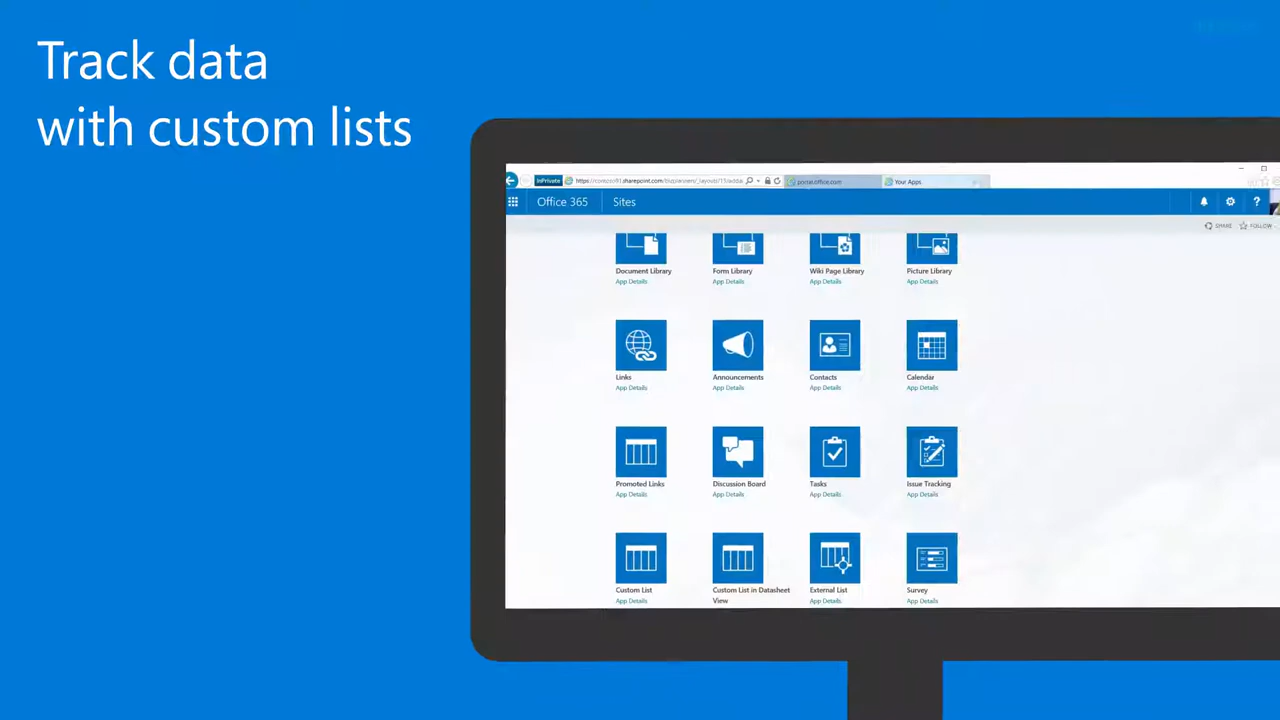 Track data
with custom lists
InPrivate
portal.office.com
Your Apps
Office 365
Sites
?
SHARE
FOLLOW
Document Library
Form Library
Wiki Page Library
Picture Library
App Details
App Details
App Details
App Details
Links
Announcements
Contacts
Calendar
App Details
App Details
App Details
App Details
Promoted Links
Discussion Board
Tasks
Issue Tracking
App Details
App Details
App Details
App Details
Custom List
Custom List in Datasheet
View
External List
Survey
App Details
App Details
App Details